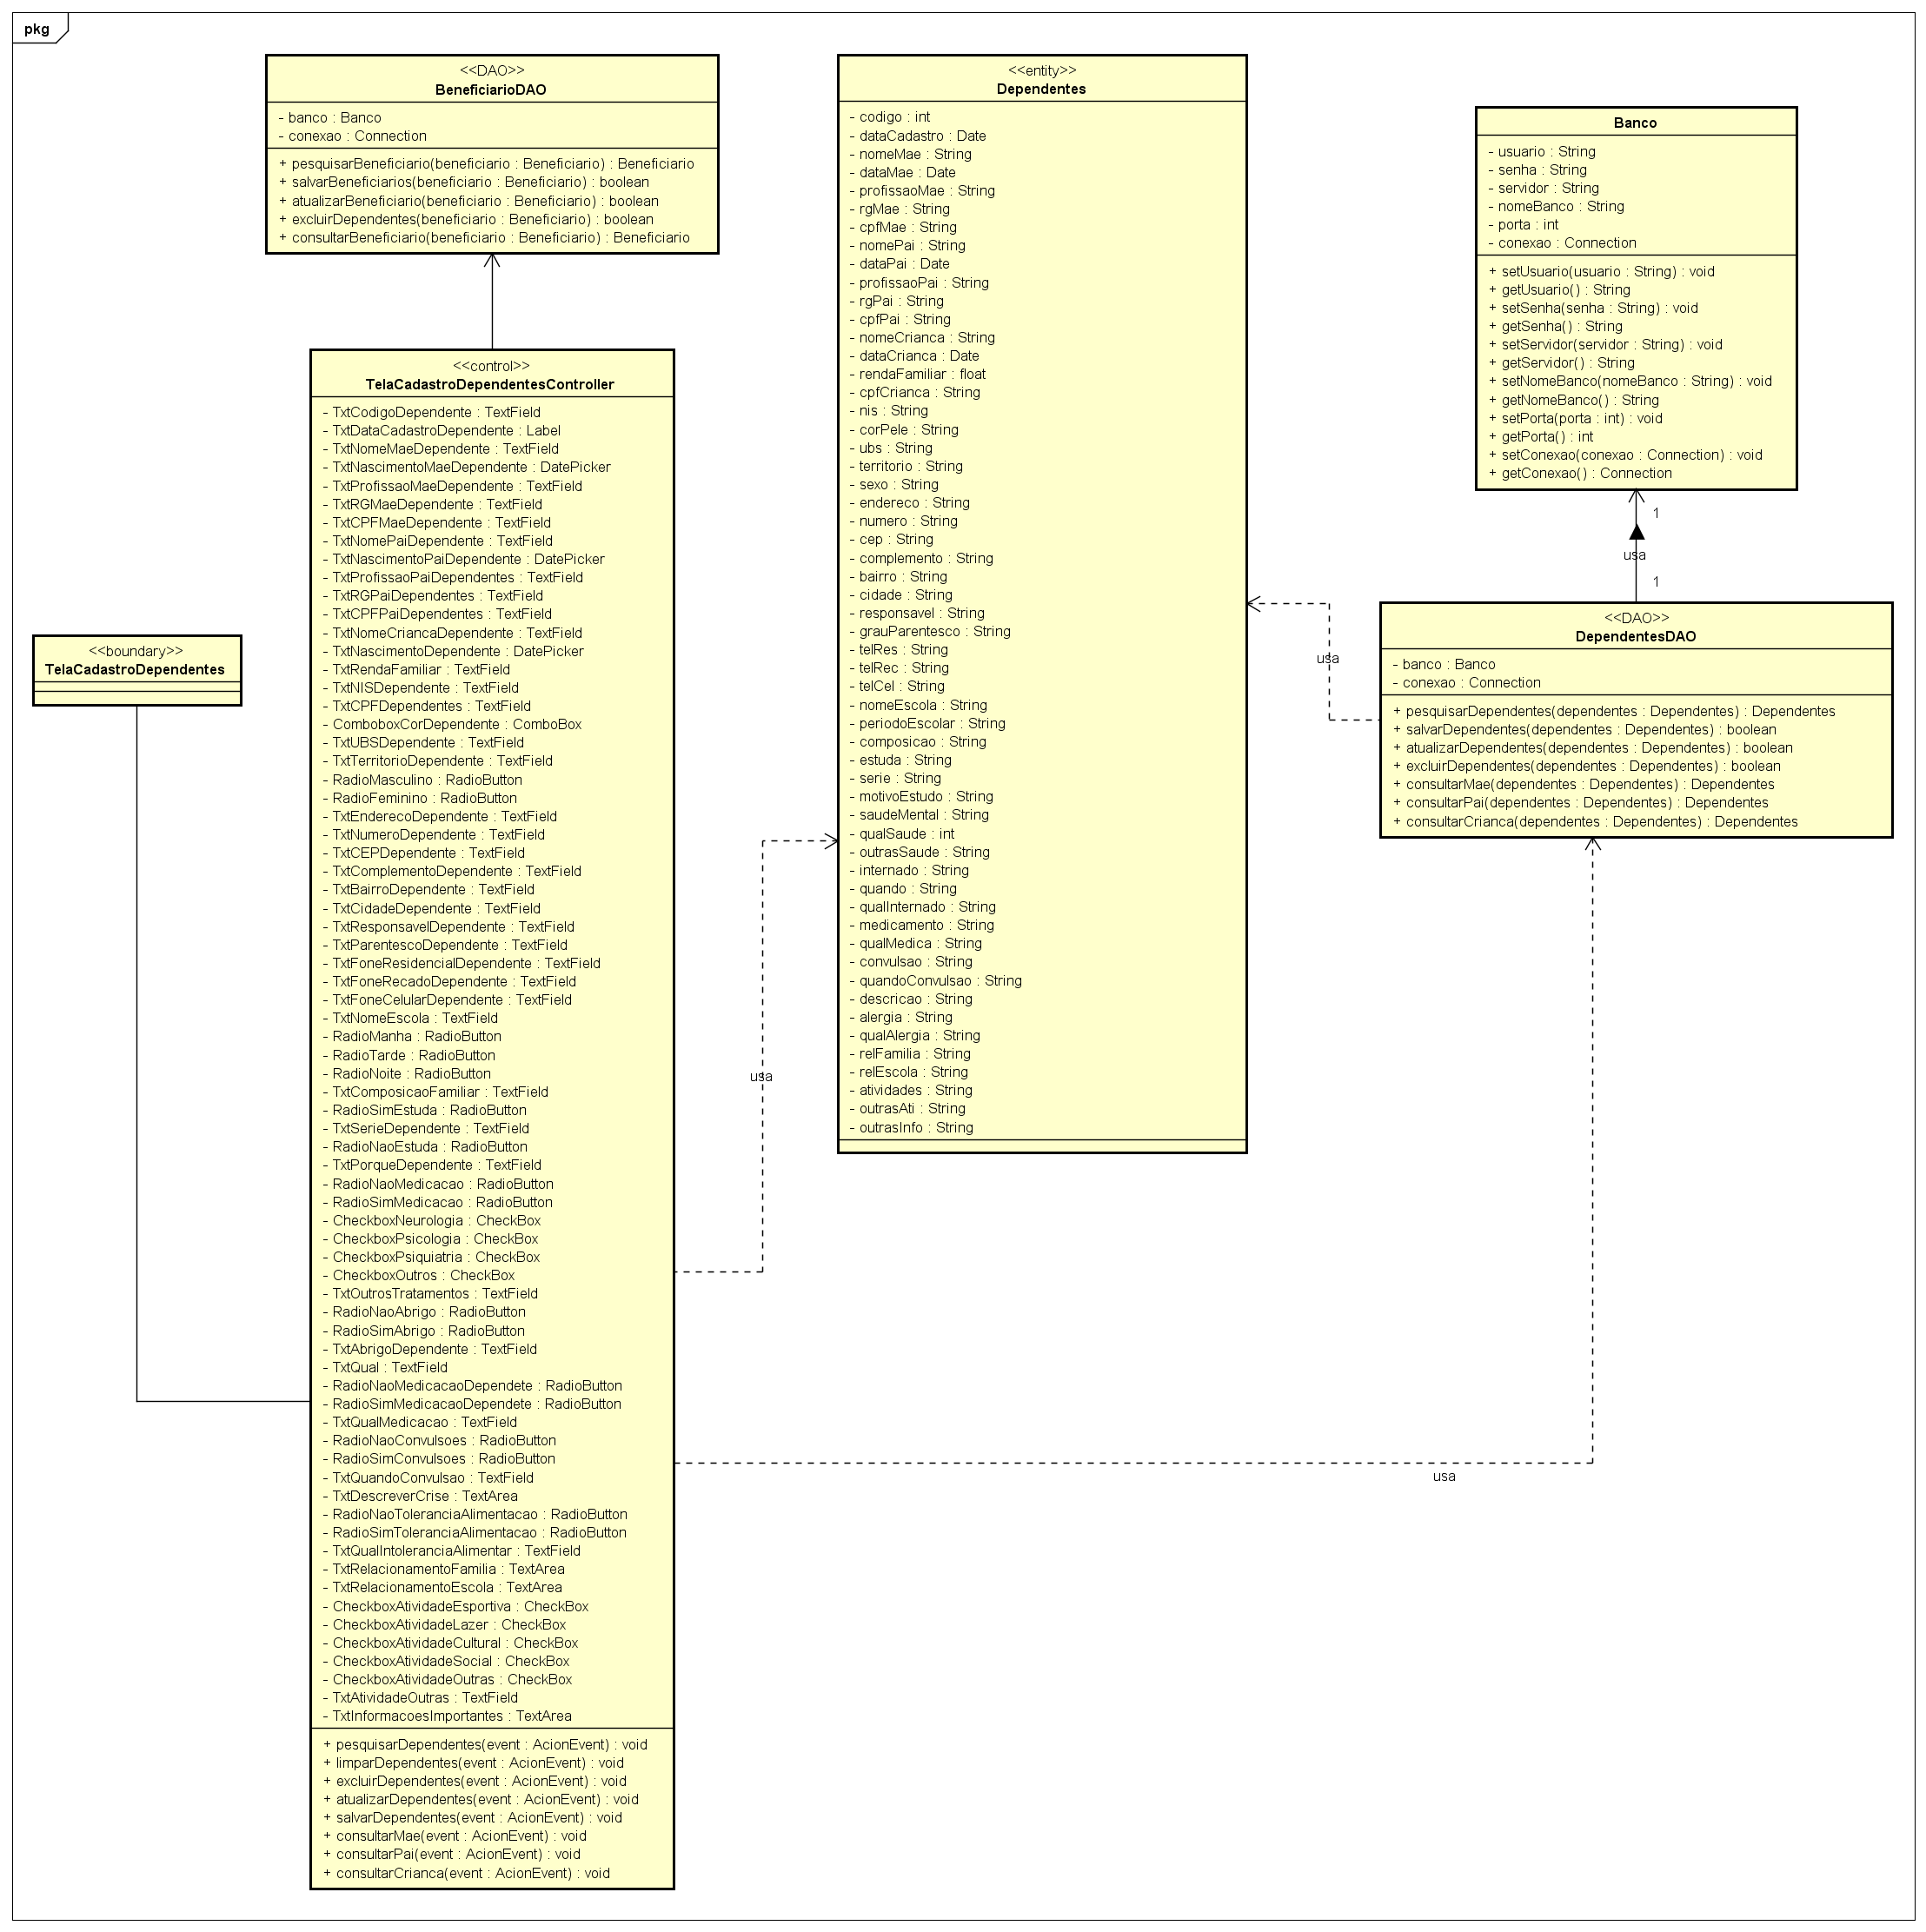 pkg
<<DAO>>
BeneficiarioDAO
- banco : Banco
- conexao : Connection
+ pesquisarBeneficiario(beneficiario : Beneficiario) : Beneficiario
+ salvarBeneficiarios(beneficiario : Beneficiario) : boolean
+ atualizarBeneficiario(beneficiario : Beneficiario) : boolean
+ excluirDependentes(beneficiario : Beneficiario) : boolean
+ consultarBeneficiario(beneficiario : Beneficiario) : Beneficiario
<<boundary>>
TelaCadastroDependentes
<<control>>
TelaCadastroDependentesController
- TxtCodigoDependente : TextField
- TxtDataCadastroDependente : Label
- TxtNomeMaeDependente : TextField
- TxtNascimentoMaeDependente : DatePicker
- TxtProfissaoMaeDependente : TextField
- TxtRGMaeDependente : TextField
- TxtCPFMaeDependente : TextField
- TxtNomePaiDependente : TextField
- TxtNascimentoPaiDependente : DatePicker
- TxtProfissaoPaiDependentes : TextField
- TxtRGPaiDependentes : TextField
- TxtCPFPaiDependentes : TextField
- TxtNomeCriancaDependente : TextField
- TxtNascimentoDependente : DatePicker
- TxtRendaFamiliar : TextField
- TxtNISDependente : TextField
- TxtCPFDependentes : TextField
- ComboboxCorDependente : ComboBox
- TxtUBSDependente : TextField
- TxtTerritorioDependente : TextField
- RadioMasculino : RadioButton
- RadioFeminino : RadioButton
- TxtEnderecoDependente : TextField
- TxtNumeroDependente : TextField
- TxtCEPDependente : TextField
- TxtComplementoDependente : TextField
- TxtBairroDependente : TextField
- TxtCidadeDependente : TextField
- TxtResponsavelDependente : TextField
- TxtParentescoDependente : TextField
- TxtFoneResidencialDependente : TextField
- TxtFoneRecadoDependente : TextField
- TxtFoneCelularDependente : TextField
- TxtNomeEscola : TextField
- RadioManha : RadioButton
- RadioTarde : RadioButton
- RadioNoite : RadioButton
- TxtComposicaoFamiliar : TextField
- RadioSimEstuda : RadioButton
- TxtSerieDependente : TextField
- RadioNaoEstuda : RadioButton
- TxtPorqueDependente : TextField
- RadioNaoMedicacao : RadioButton
- RadioSimMedicacao : RadioButton
- CheckboxNeurologia : CheckBox
- CheckboxPsicologia : CheckBox
- CheckboxPsiquiatria : CheckBox
- CheckboxOutros : CheckBox
- TxtOutrosTratamentos : TextField
- RadioNaoAbrigo : RadioButton
- RadioSimAbrigo : RadioButton
- TxtAbrigoDependente : TextField
- TxtQual : TextField
- RadioNaoMedicacaoDependete : RadioButton
- RadioSimMedicacaoDependete : RadioButton
- TxtQualMedicacao : TextField
- RadioNaoConvulsoes : RadioButton
- RadioSimConvulsoes : RadioButton
- TxtQuandoConvulsao : TextField
- TxtDescreverCrise : TextArea
- RadioNaoToleranciaAlimentacao : RadioButton
- RadioSimToleranciaAlimentacao : RadioButton
- TxtQualIntoleranciaAlimentar : TextField
- TxtRelacionamentoFamilia : TextArea
- TxtRelacionamentoEscola : TextArea
- CheckboxAtividadeEsportiva : CheckBox
- CheckboxAtividadeLazer : CheckBox
- CheckboxAtividadeCultural : CheckBox
- CheckboxAtividadeSocial : CheckBox
- CheckboxAtividadeOutras : CheckBox
- TxtAtividadeOutras : TextField
- TxtInformacoesImportantes : TextArea
+ pesquisarDependentes(event : AcionEvent) : void
+ limparDependentes(event : AcionEvent) : void
+ excluirDependentes(event : AcionEvent) : void
+ atualizarDependentes(event : AcionEvent) : void
+ salvarDependentes(event : AcionEvent) : void
+ consultarMae(event : AcionEvent) : void
+ consultarPai(event : AcionEvent) : void
+ consultarCrianca(event : AcionEvent) : void
usa
<<entity>>
Dependentes
- codigo : int
- dataCadastro : Date
- nomeMae : String
- dataMae : Date
- profissaoMae : String
- rgMae : String
- cpfMae : String
- nomePai : String
- dataPai : Date
- profissaoPai : String
- rgPai : String
- cpfPai : String
- nomeCrianca : String
- dataCrianca : Date
- rendaFamiliar : float
- cpfCrianca : String
- nis : String
- corPele : String
- ubs : String
- territorio : String
- sexo : String
- endereco : String
- numero : String
- cep : String
- complemento : String
- bairro : String
- cidade : String
- responsavel : String
- grauParentesco : String
- telRes : String
- telRec : String
- telCel : String
- nomeEscola : String
- periodoEscolar : String
- composicao : String
- estuda : String
- serie : String
- motivoEstudo : String
- saudeMental : String
- qualSaude : int
- outrasSaude : String
- internado : String
- quando : String
- qualInternado : String
- medicamento : String
- qualMedica : String
- convulsao : String
- quandoConvulsao : String
- descricao : String
- alergia : String
- qualAlergia : String
- relFamilia : String
- relEscola : String
- atividades : String
- outrasAti : String
- outrasInfo : String
usa
Banco
- usuario : String
- senha : String
- servidor : String
- nomeBanco : String
- porta : int
- conexao : Connection
+ setUsuario(usuario : String) : void
+ getUsuario() : String
+ setSenha(senha : String) : void
+ getSenha() : String
+ setServidor(servidor : String) : void
+ getServidor() : String
+ setNomeBanco(nomeBanco : String) : void
+ getNomeBanco() : String
+ setPorta(porta : int) : void
+ getPorta() : int
+ setConexao(conexao : Connection) : void
+ getConexao() : Connection
1
usa
1
<<DAO>>
DependentesDAO
- banco : Banco
- conexao : Connection
+ pesquisarDependentes(dependentes : Dependentes) : Dependentes
+ salvarDependentes(dependentes : Dependentes) : boolean
+ atualizarDependentes(dependentes : Dependentes) : boolean
+ excluirDependentes(dependentes : Dependentes) : boolean
+ consultarMae(dependentes : Dependentes) : Dependentes
+ consultarPai(dependentes : Dependentes) : Dependentes
+ consultarCrianca(dependentes : Dependentes) : Dependentes
usa